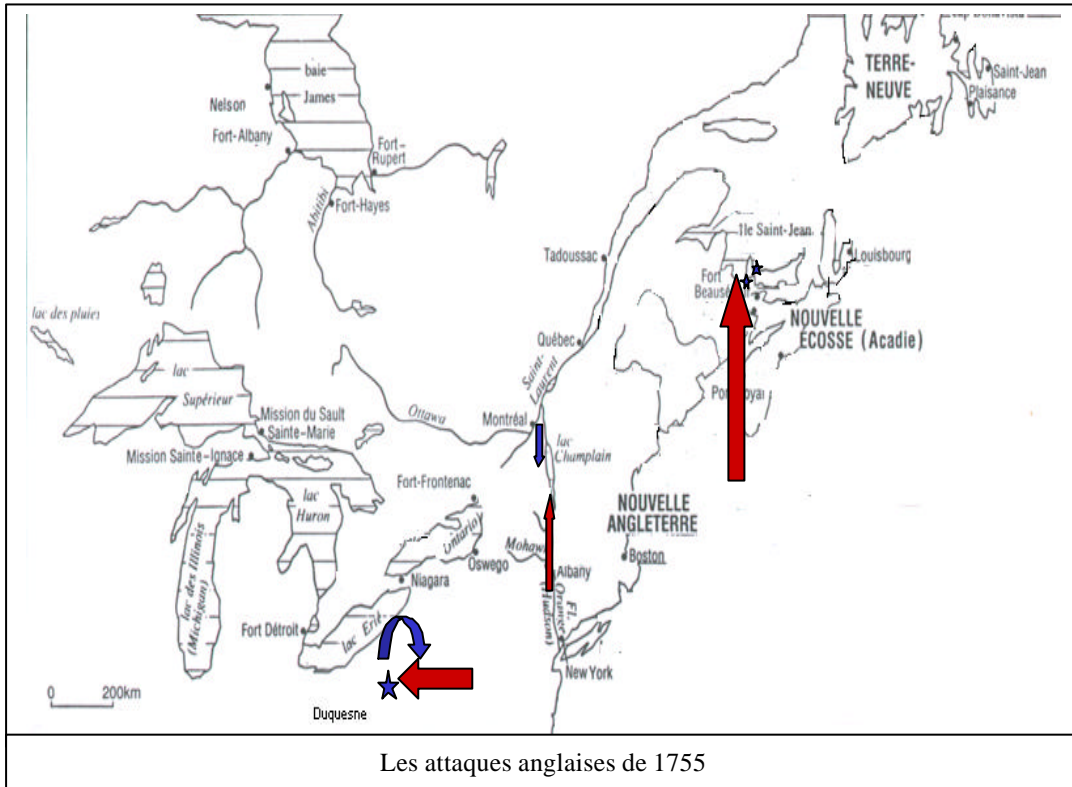 TERRE-
NEUVE
Saint-Jean
Plaisance
baie
James
Nelson
Fort-Albany
Fort-
Rupert
Abitibi
Fort-Hayes
Ile Saint-Jean
Tadoussac
Louisbourg
Fort
lac des pluies
NOUVELLE
ÉCOSSE (Acadie)
Québec
Saint-
Laurent
lac
Supérieur
Mission du Sault
Sainte-Marie
Ottawa
Montréal
lac
Champlain
Mission Sainte-Ignace
Fort-Frontenac
NOUVELLE
ANGLETERRE
lac
Huron
Ontario
Oswego
Boston
Albany
Niagara
lac des Illinois
(Michigan)
Fort Détroit
lac Erié
Fl.
(Hudson)
New York
0 200km
Duquesne
Les attaques anglaises de 1755